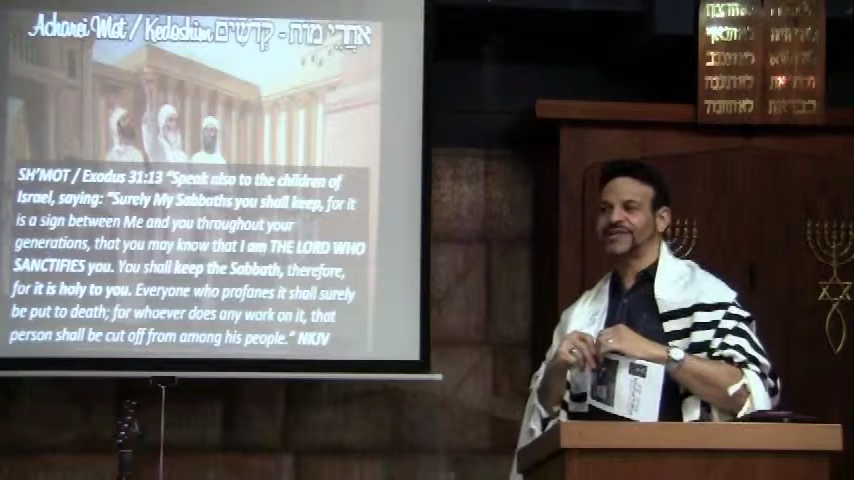 Acharei Mot / Kedoshim אַחֲרֵי מוֹת - קְדֹשִׁים
SH'MOT / Exodus 31:13 "Speak also to the children of
Israel, saying: "Surely My Sabbaths you shall keep, for it
is a sign between Me and you throughout your
generations, that you may know that I am THE LORD WHO
SANCTIFIES you. You shall keep the Sabbath, therefore,
for it is holy to you. Everyone who profanes it shall surely
be put to death; for whoever does any work on it, that
person shall be cut off from among his people." NKJV